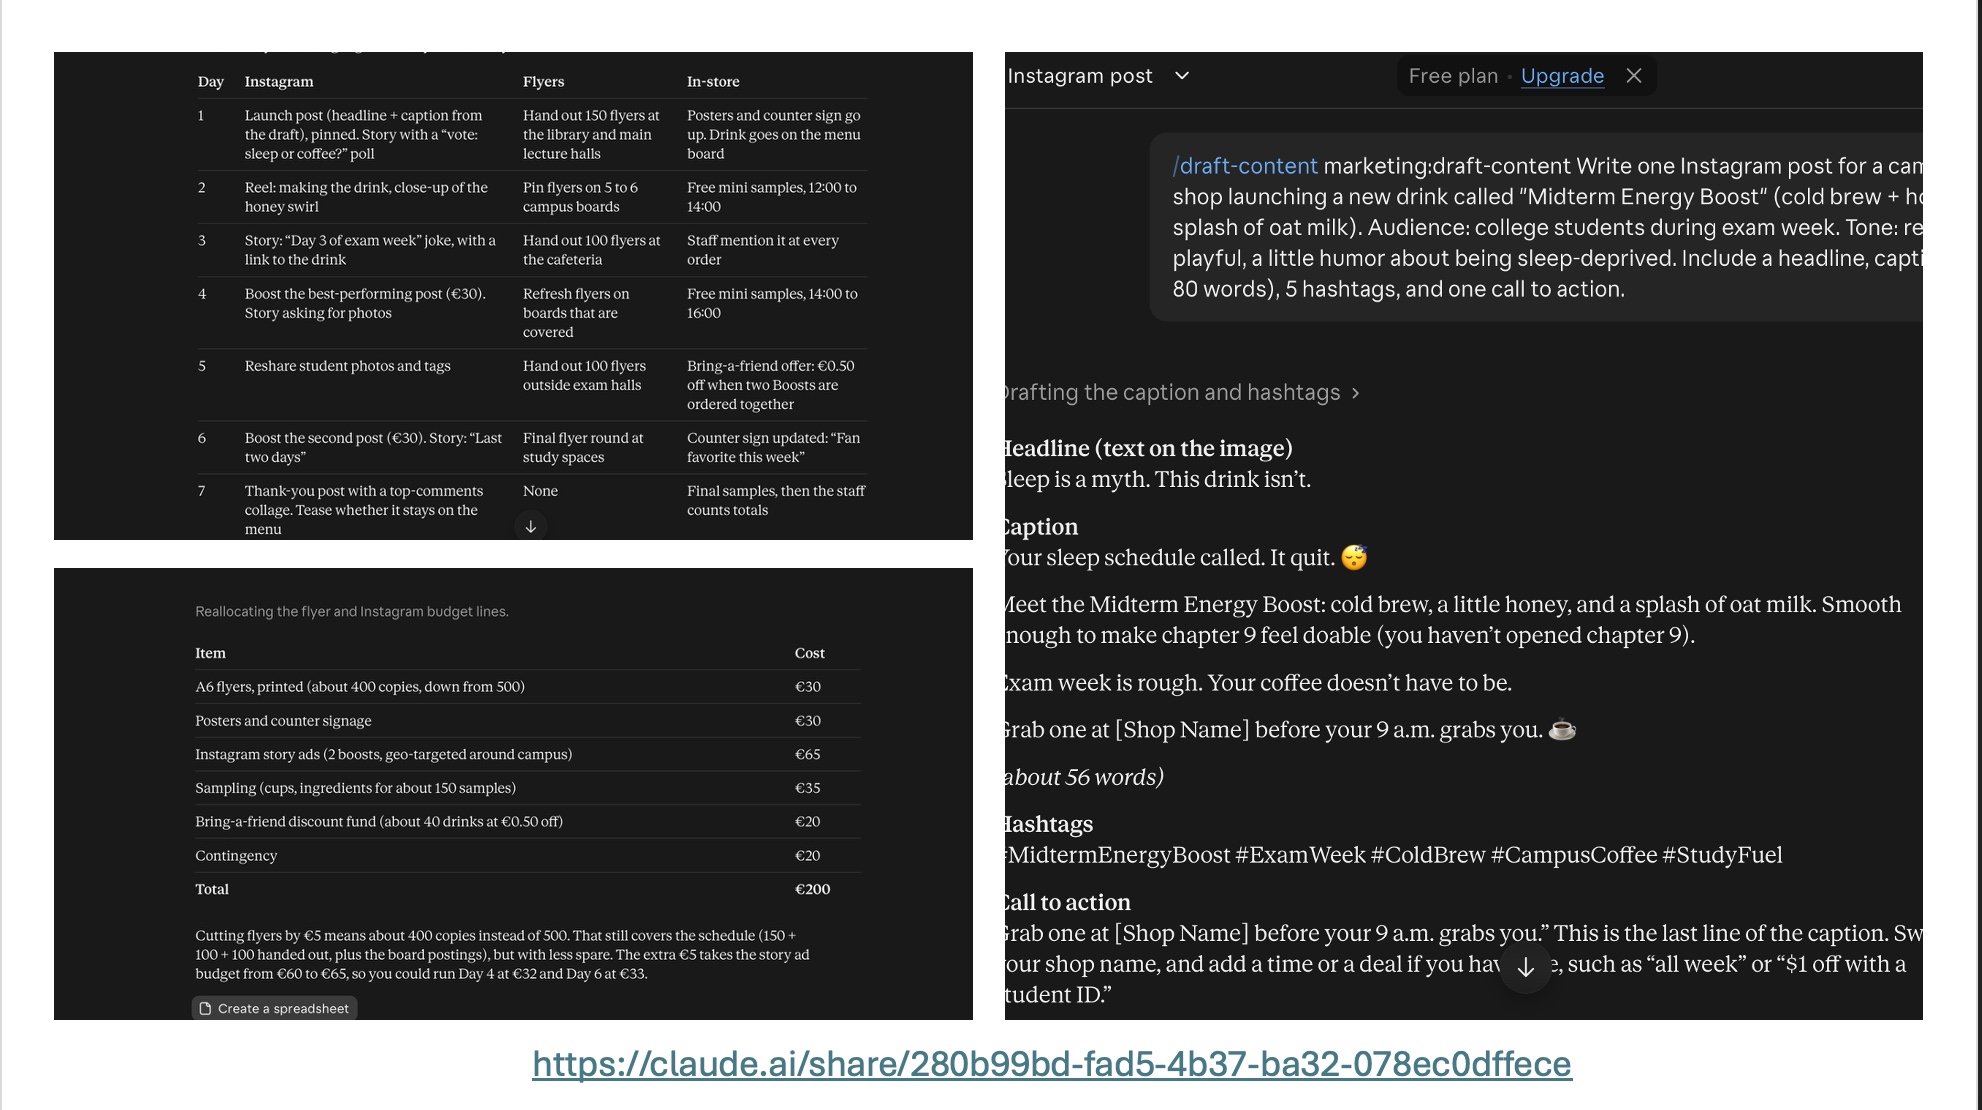 Day Instagram Flyers In-store
1 Launch post (headline + caption from Hand out 150 flyers at Posters and counter sign go
the draft), pinned. Story with a “vote: the library and main up. Drink goes on the menu
sleep or coffee?” poll lecture halls board
2 Reel: making the drink, close-up of the Pin flyers on 5 to 6 Free mini samples, 12:00 to
honey swirl campus boards 14:00
3 Story: “Day 3 of exam week” joke, with a Hand out 100 flyers at Staff mention it at every
link to the drink the cafeteria order
4 Boost the best-performing post (€30). Refresh flyers on Free mini samples, 14:00 to
Story asking for photos boards that are 16:00
covered
5 Reshare student photos and tags Hand out 100 flyers Bring-a-friend offer: €0.50
outside exam halls off when two Boosts are
ordered together
6 Boost the second post (€30). Story: “Last Final flyer round at Counter sign updated: “Fan
two days” study spaces favorite this week”
7 Thank-you post with a top-comments None Final samples, then the staff
collage. Tease whether it stays on the counts totals
menu
Reallocating the flyer and Instagram budget lines.
Item Cost
A6 flyers, printed (about 400 copies, down from 500) €30
Posters and counter signage €30
Instagram story ads (2 boosts, geo-targeted around campus) €65
Sampling (cups, ingredients for about 150 samples) €35
Bring-a-friend discount fund (about 40 drinks at €0.50 off) €20
Contingency €20
Total €200
Cutting flyers by €5 means about 400 copies instead of 500. That still covers the schedule (150 +
100 + 100 handed out, plus the board postings), but with less spare. The extra €5 takes the story ad
budget from €60 to €65, so you could run Day 4 at €32 and Day 6 at €33.
Create a spreadsheet
Instagram post
Free plan • Upgrade
/draft-content marketing:draft-content Write one Instagram post for a
shop launching a new drink called "Midterm Energy Boost" (cold brew +
splash of oat milk). Audience: college students during exam week. Tone:
playful, a little humor about being sleep-deprived. Include a headline,
80 words), 5 hashtags, and one call to action.
Drafting the caption and hashtags
Headline (text on the image)
Sleep is a myth. This drink isn’t.
Caption
Your sleep schedule called. It quit. 😴
Meet the Midterm Energy Boost: cold brew, a little honey, and a splash of oat milk. Smooth
enough to make chapter 9 feel doable (you haven’t opened chapter 9).
Exam week is rough. Your coffee doesn’t have to be.
Grab one at [Shop Name] before your 9 a.m. grabs you. ☕
(about 56 words)
Hashtags
#MidtermEnergyBoost #ExamWeek #ColdBrew #CampusCoffee #StudyFuel
Call to action
Grab one at [Shop Name] before your 9 a.m. grabs you.” This is the last line of the caption.
your shop name, and add a time or a deal if you have such as “all week” or “$1 off with a
student ID.”
https://claude.ai/share/280b99bd-fad5-4b37-ba32-078ec0dffece